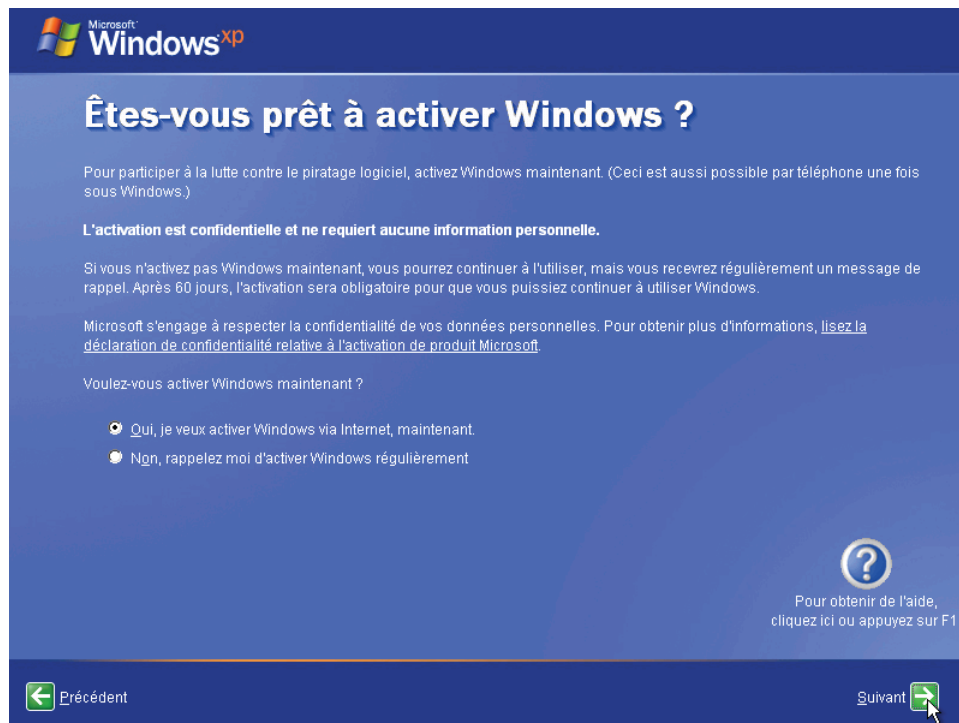 Microsoft
Windows xp
Êtes-vous prêt à activer Windows ?
Pour participer à la lutte contre le piratage logiciel, activez Windows maintenant. (Ceci est aussi possible par téléphone une fois
sous Windows.)
L'activation est confidentielle et ne requiert aucune information personnelle.
Si vous n'activez pas Windows maintenant, vous pourrez continuer à l'utiliser, mais vous recevrez régulièrement un message de
rappel. Après 60 jours, l'activation sera obligatoire pour que vous puissiez continuer à utiliser Windows.
Microsoft s'engage à respecter la confidentialité de vos données personnelles. Pour obtenir plus d'informations, lisez la
déclaration de confidentialité relative à l'activation de produit Microsoft.
Voulez-vous activer Windows maintenant ?
Oui, je veux activer Windows via Internet, maintenant.
Non, rappelez moi d'activer Windows régulièrement
?
Pour obtenir de l'aide,
cliquez ici ou appuyez sur F1
Précédent
Suivant